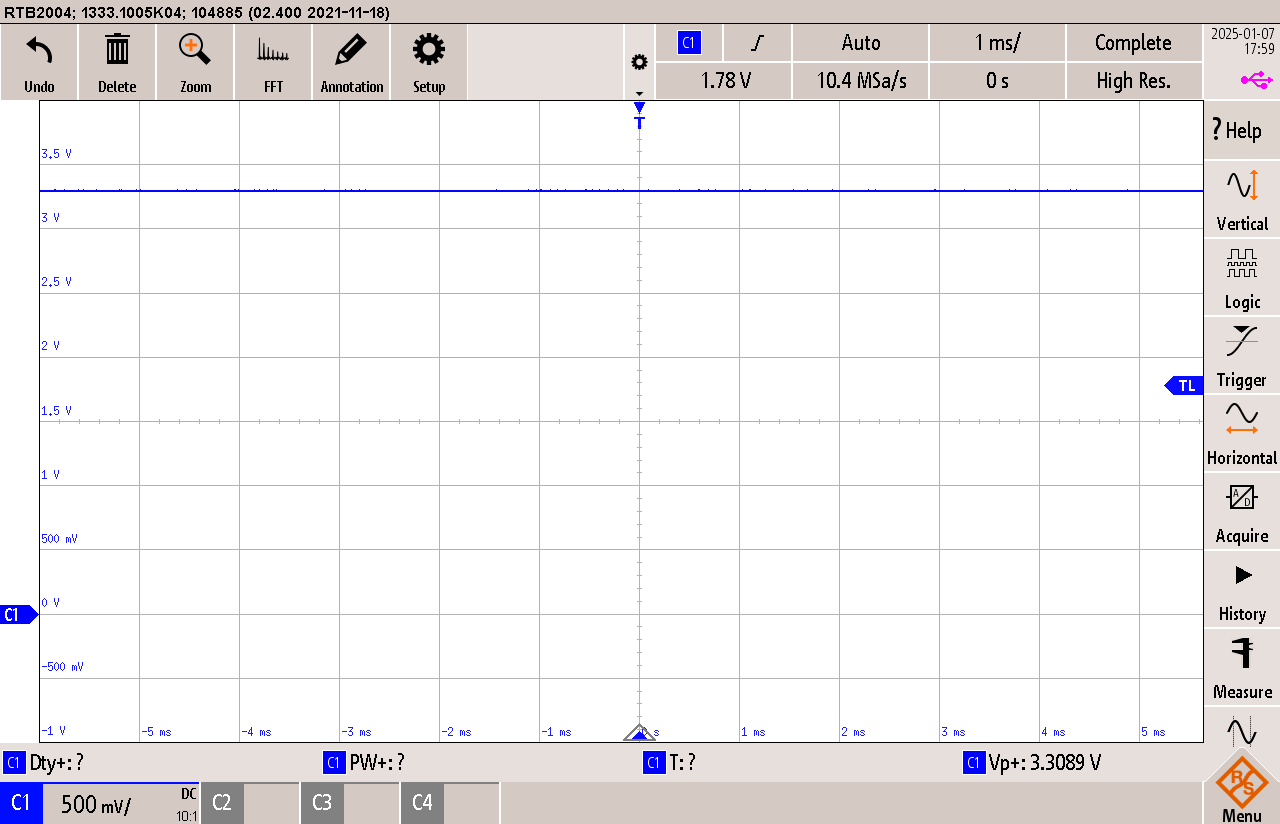 RTB2004; 1333.1005K04; 104885 (02.400 2021-11-18)
Undo
Delete
Zoom
FFT
Annotation
Setup
C1
Auto
1 ms/
Complete
1.78 V
10.4 MSa/s
0 s
High Res.
2025-01-07
17:59
T
3.5 V
3 V
2.5 V
2 V
1.5 V
1 V
500 mV
0 V
-500 mV
-1 V
C1
TL
-5 ms
-4 ms
-3 ms
-2 ms
-1 ms
s
1 ms
2 ms
3 ms
4 ms
5 ms
? Help
Vertical
Logic
Trigger
Horizontal
A
D
Acquire
History
Measure
R S
Menu
C1 Dty+: ?
C1 PW+: ?
C1 T: ?
C1 Vp+: 3.3089 V
C1
500 mV/
DC
10:1
C2
C3
C4